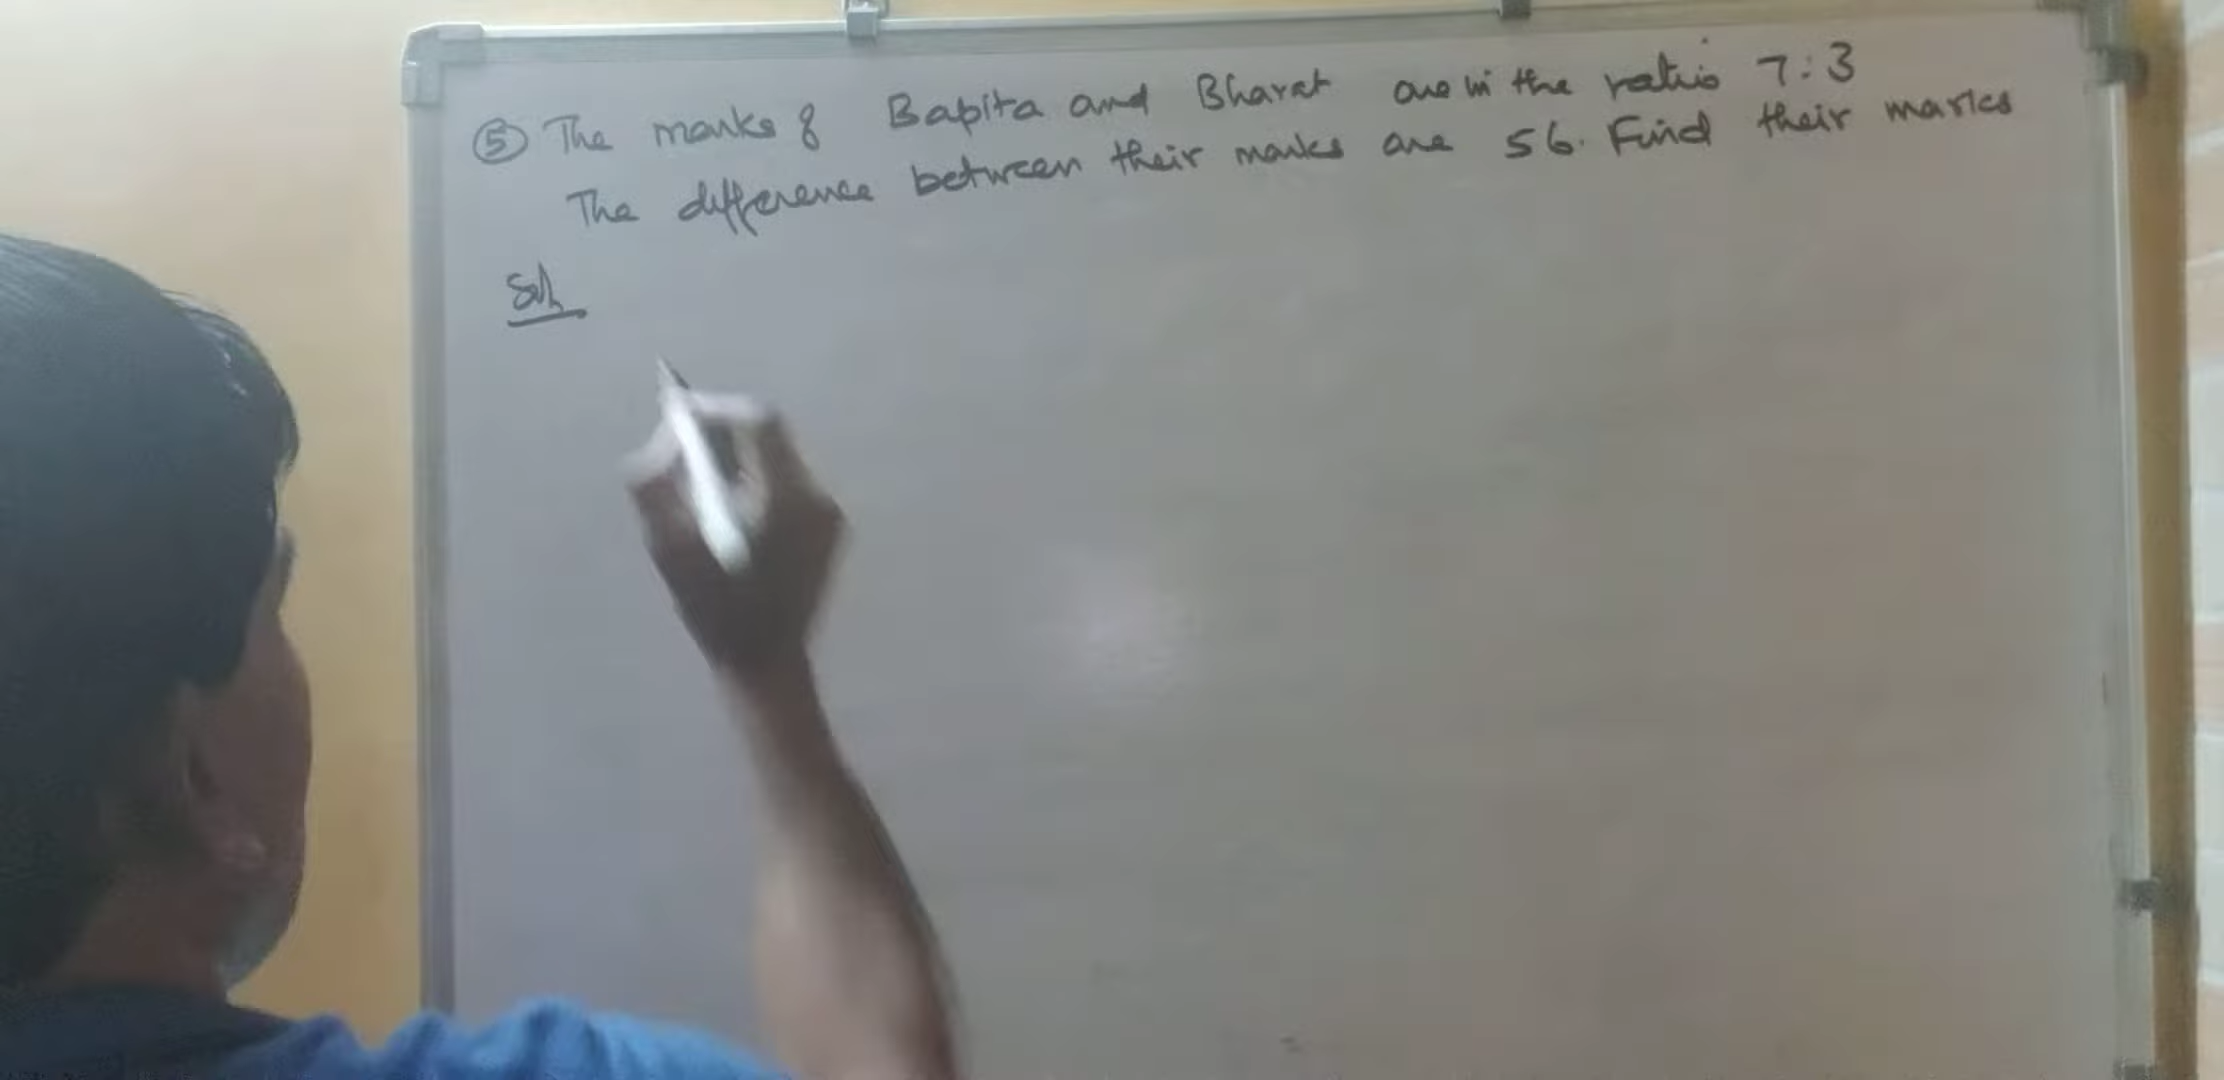 ⑤ The marks of Babita and Bharat are in the ratio 7:3
The difference between their marks are 56. Find their marks
Soln